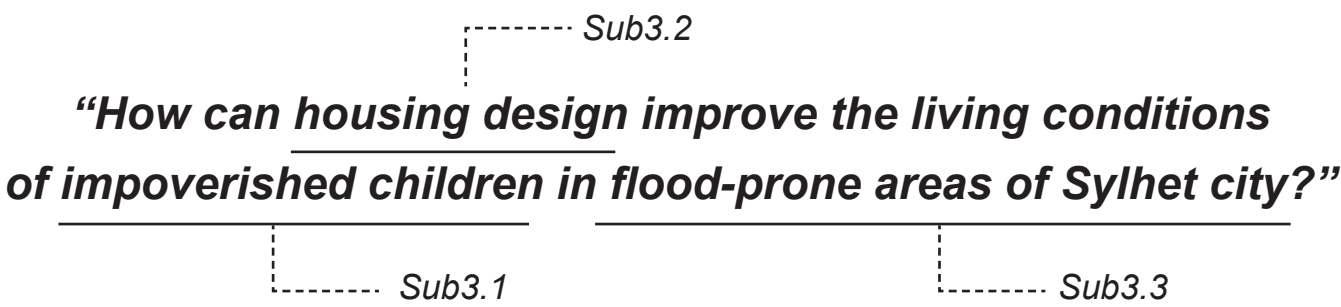 Sub3.2
“How can housing design improve the living conditions
of impoverished children in flood-prone areas of Sylhet city?”
Sub3.1
Sub3.3